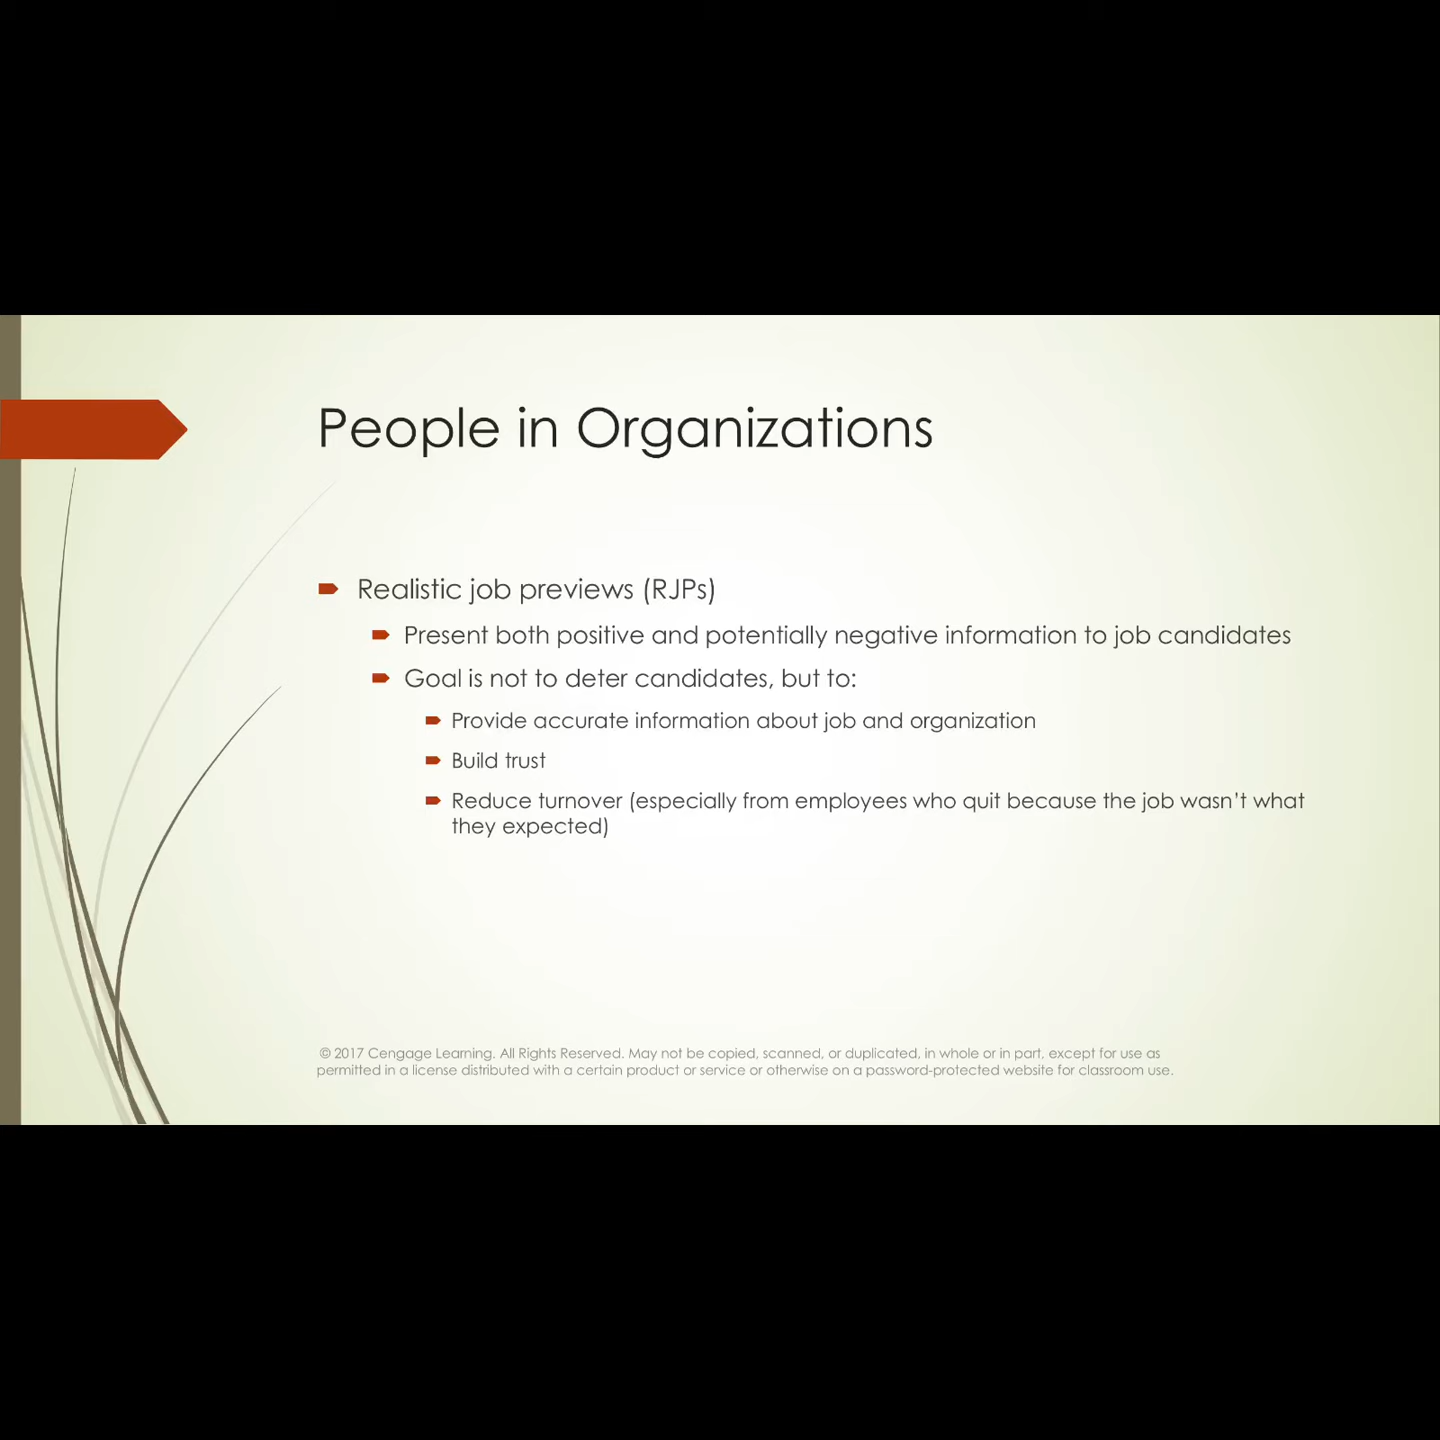 People in Organizations
Realistic job previews (RJPs)
Present both positive and potentially negative information to job candidates
Goal is not to deter candidates, but to:
Provide accurate information about job and organization
Build trust
Reduce turnover (especially from employees who quit because the job wasn’t what
they expected)
© 2017 Cengage Learning. All Rights Reserved. May not be copied, scanned, or duplicated, in whole or in part, except for use as
permitted in a license distributed with a certain product or service or otherwise on a password-protected website for classroom use.